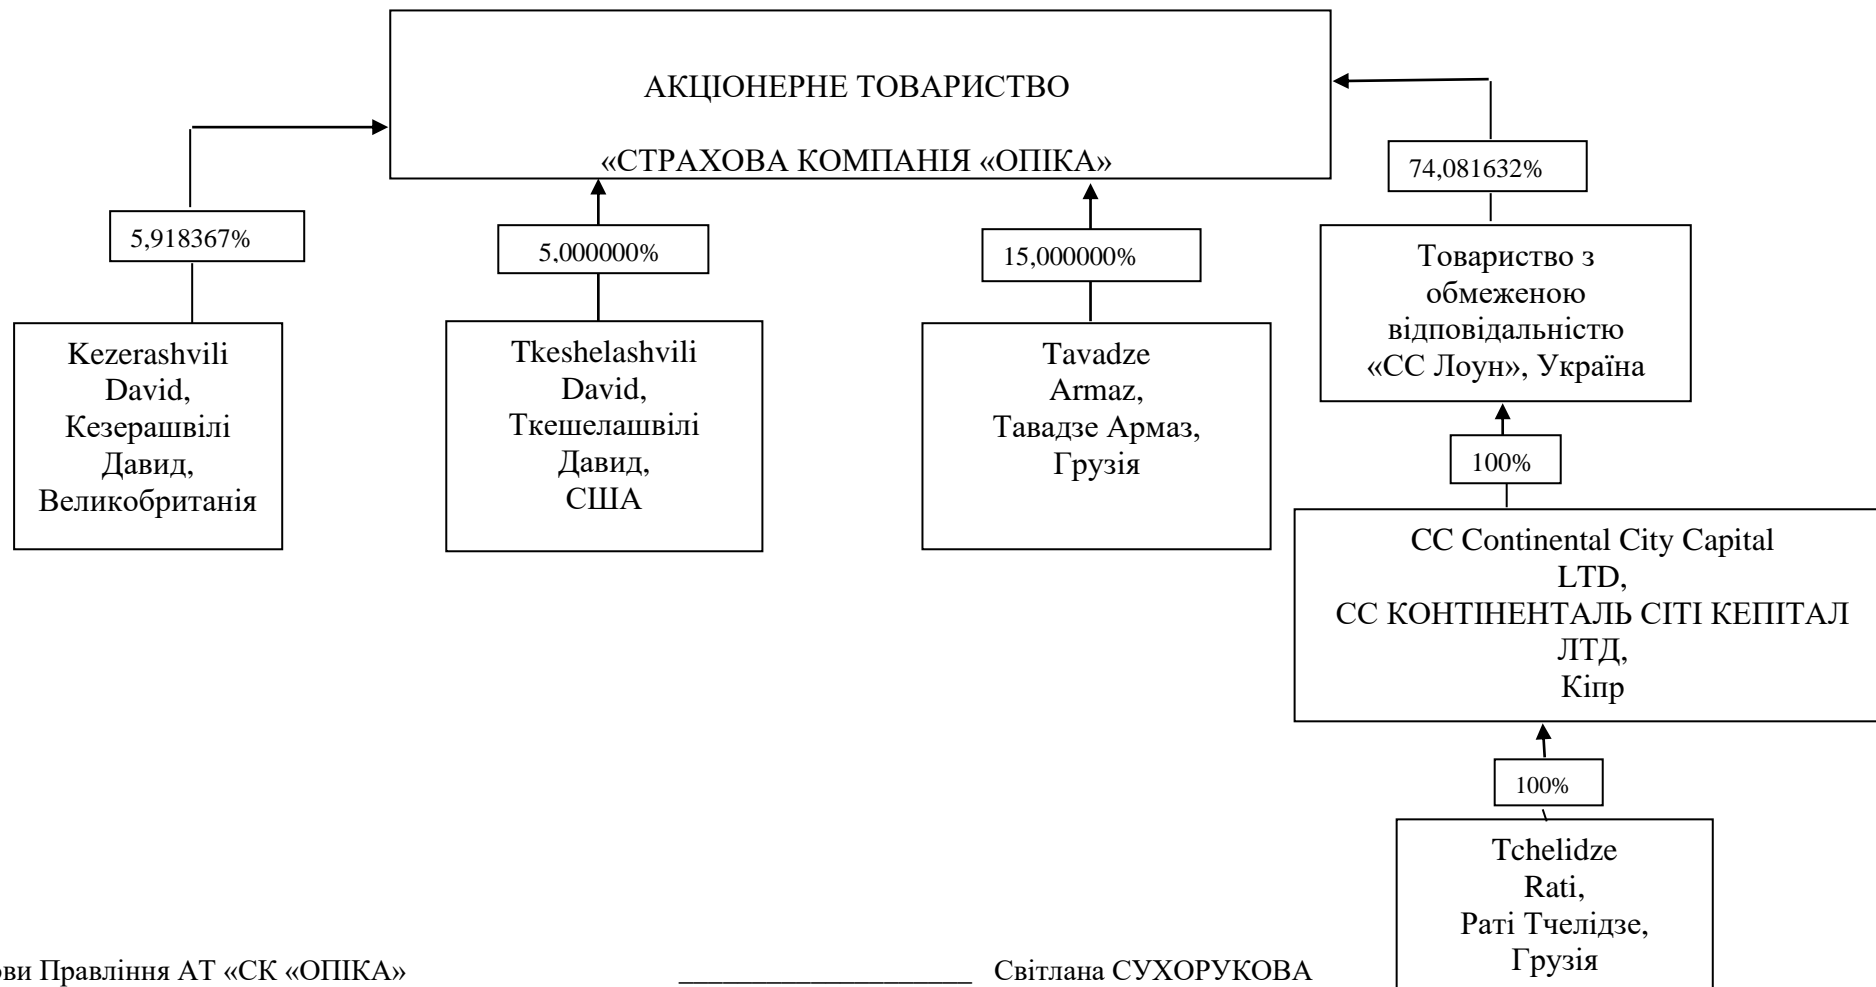 АКЦІОНЕРНЕ ТОВАРИСТВО
«СТРАХОВА КОМПАНІЯ «ОПІКА»
5,918367%
5,000000%
15,000000%
74,081632%
Kezerashvili
David,
Кезерашвілі
Давид,
Великобританія
Tkeshelashvili
David,
Ткешелашвілі
Давид,
США
Tavadze
Armaz,
Тавадзе Армаз,
Грузія
Товариство з
обмеженою
відповідальністю
«СС Лоун», Україна
100%
CC Continental City Capital
LTD,
СС КОНТІНЕНТАЛЬ СІТІ КЕПІТАЛ
ЛТД,
Кіпр
100%
Tchelidze
Rati,
Раті Тчелідзе,
Грузія
Правління АТ «СК «ОПІКА» ____________________ Світлана СУХОРУКОВА